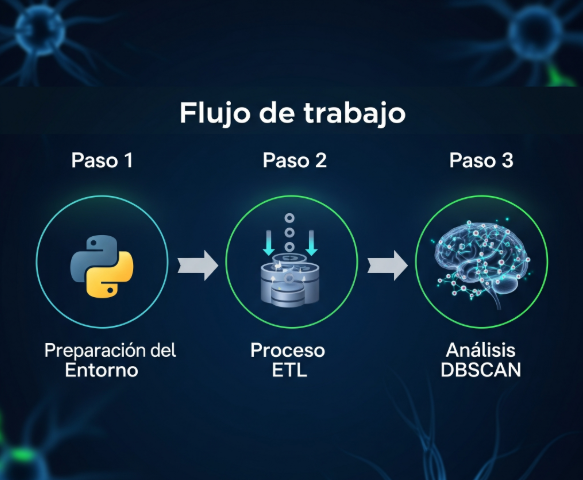 Flujo de trabajo
Paso 1
Paso 2
Paso 3
Preparación del
Entorno
Proceso
ETL
Análisis
DBSCAN